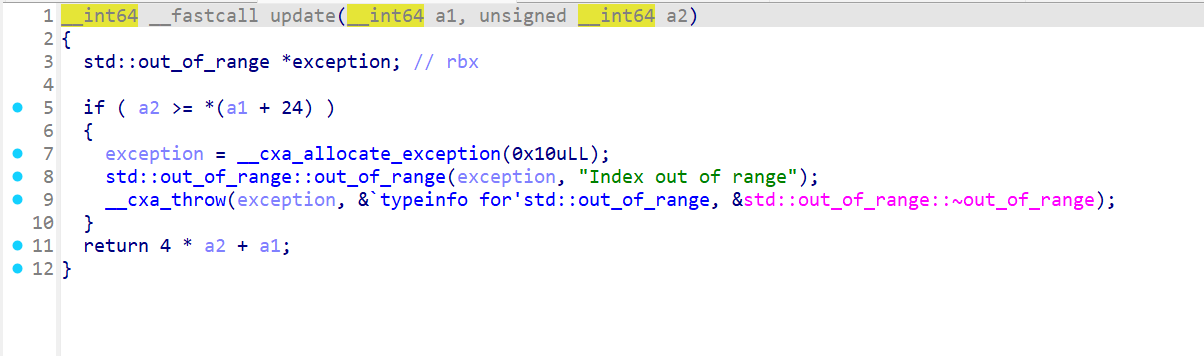 1 __int64 __fastcall update(__int64 a1, unsigned __int64 a2)
2 {
3 std::out_of_range *exception; // rbx
4
5 if ( a2 >= *(a1 + 24) )
6 {
7 exception = __cxa_allocate_exception(0x10uLL);
8 std::out_of_range::out_of_range(exception, "Index out of range");
9 __cxa_throw(exception, &`typeinfo for'std::out_of_range, &std::out_of_range::~out_of_range);
10 }
11 return 4 * a2 + a1;
12 }